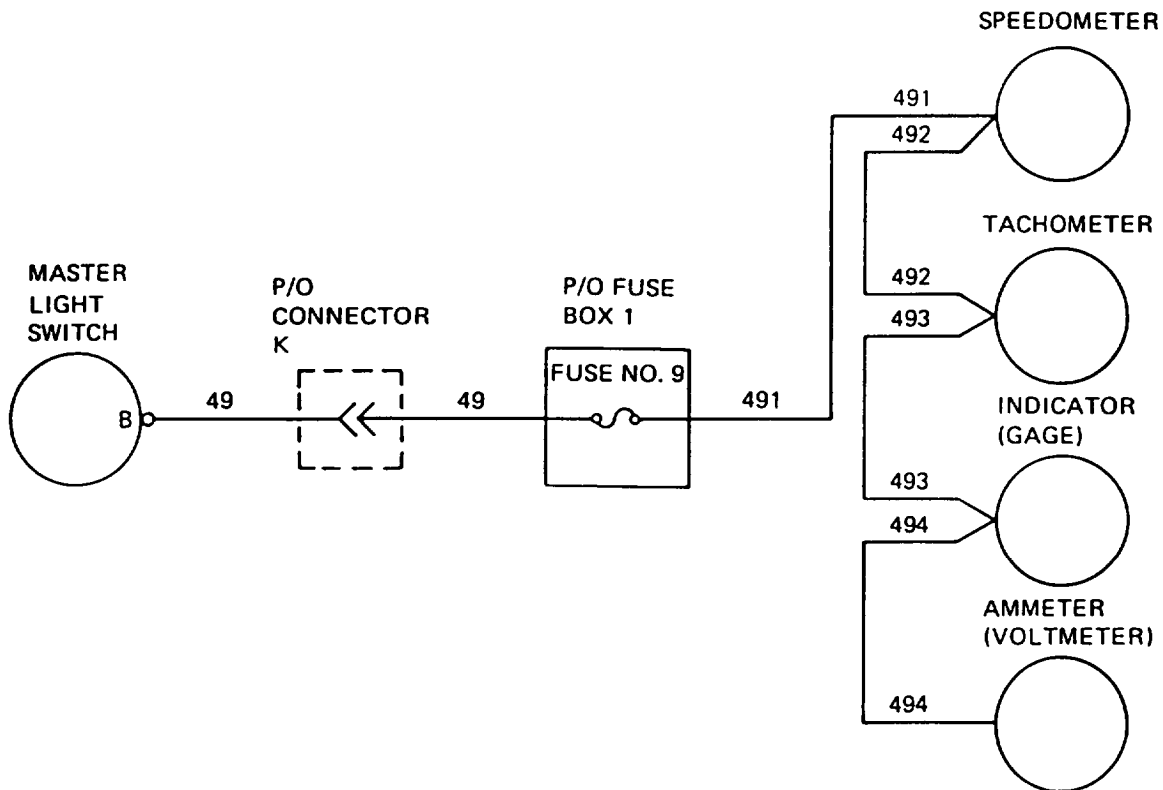 SPEEDOMETER
491
492
TACHOMETER
492
493
MASTER
LIGHT
SWITCH
B
49
P/O
CONNECTOR
K
49
P/O FUSE
BOX 1
FUSE NO. 9
491
INDICATOR
(GAGE)
493
494
AMMETER
(VOLTMETER)
494